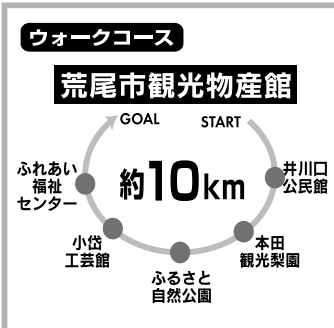 ウォークコース
荒尾市観光物産館
GOAL
START
約10km
井川口
公民館
本田
観光梨園
ふるさと
自然公園
小岱
工芸館
ふれあい
福祉
センター